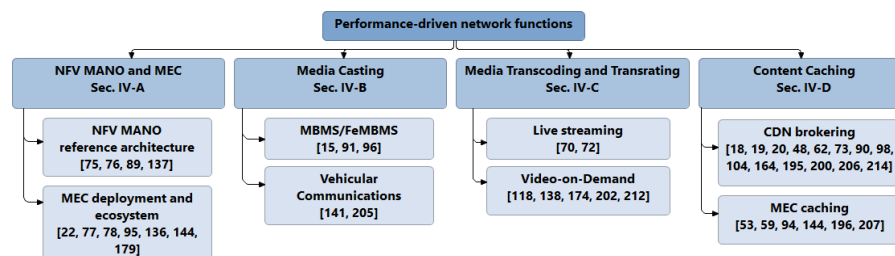 Performance-driven network functions
NFV MANO and MEC
Sec. IV-A
NFV MANO
reference architecture
[75, 76, 89, 137]
MEC deployment and
ecosystem
[22, 77, 78, 95, 136, 144,
179]
Media Casting
Sec. IV-B
MBMS/FeMBMS
[15, 91, 96]
Vehicular
Communications
[141, 205]
Media Transcoding and Transrating
Sec. IV-C
Live streaming
[70, 72]
Video-on-Demand
[118, 138, 174, 202, 212]
Content Caching
Sec. IV-D
CDN brokering
[18, 19, 20, 48, 62, 73, 90, 98,
104, 164, 195, 200, 206, 214]
MEC caching
[53, 59, 94, 144, 196, 207]